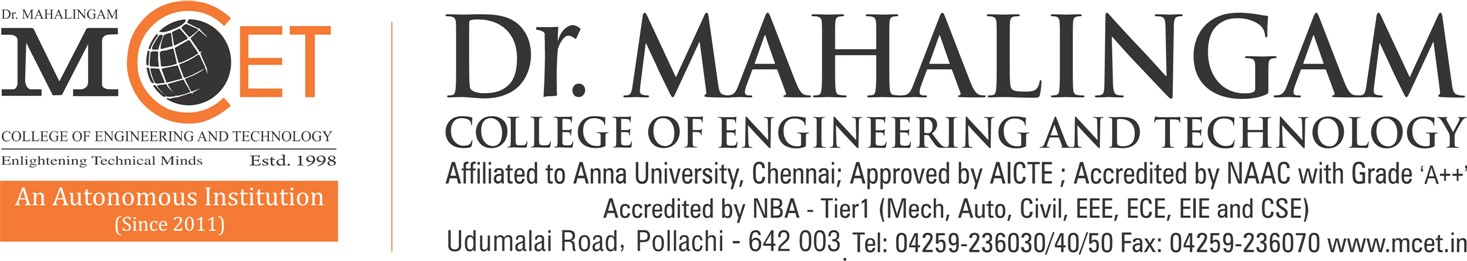 Dr. MAHALINGAM
MCET
COLLEGE OF ENGINEERING AND TECHNOLOGY
Enlightening Technical Minds Estd. 1998
An Autonomous Institution
(Since 2011)
Dr. MAHALINGAM
COLLEGE OF ENGINEERING AND TECHNOLOGY
Affiliated to Anna University, Chennai; Approved by AICTE ; Accredited by NAAC with Grade 'A++'
Accredited by NBA - Tier1 (Mech, Auto, Civil, EEE, ECE, EIE and CSE)
Udumalai Road, Pollachi - 642 003 Tel: 04259-236030/40/50 Fax: 04259-236070 www.mcet.in